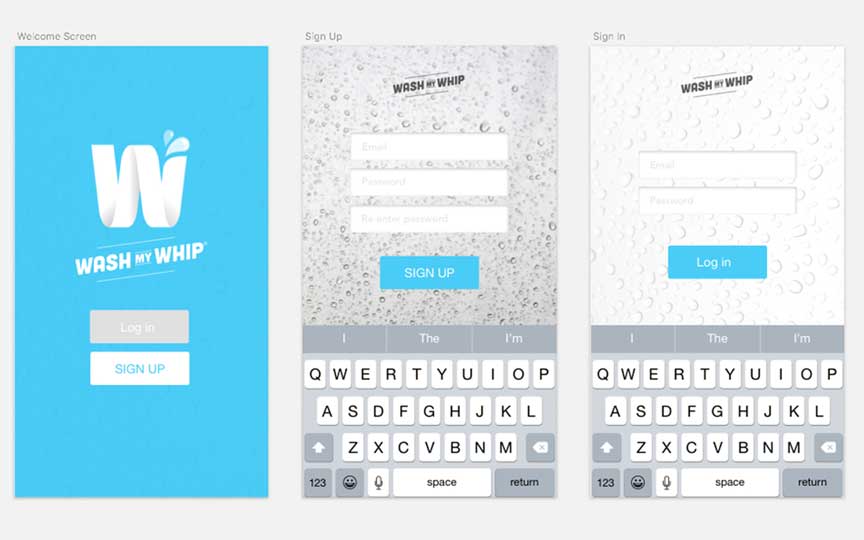 Welcome Screen
WASH MY WHIP®
Log in
SIGN UP
Sign Up
WASH MY WHIP
Email
Password
Re enter password
SIGN UP
I The I'm
Q W E R T Y U I O P
A S D F G H J K L
Z X C V B N M
123 space return
Sign In
WASH MY WHIP
Email
Password
Log in
I The I'm
Q W E R T Y U I O P
A S D F G H J K L
Z X C V B N M
123 space return